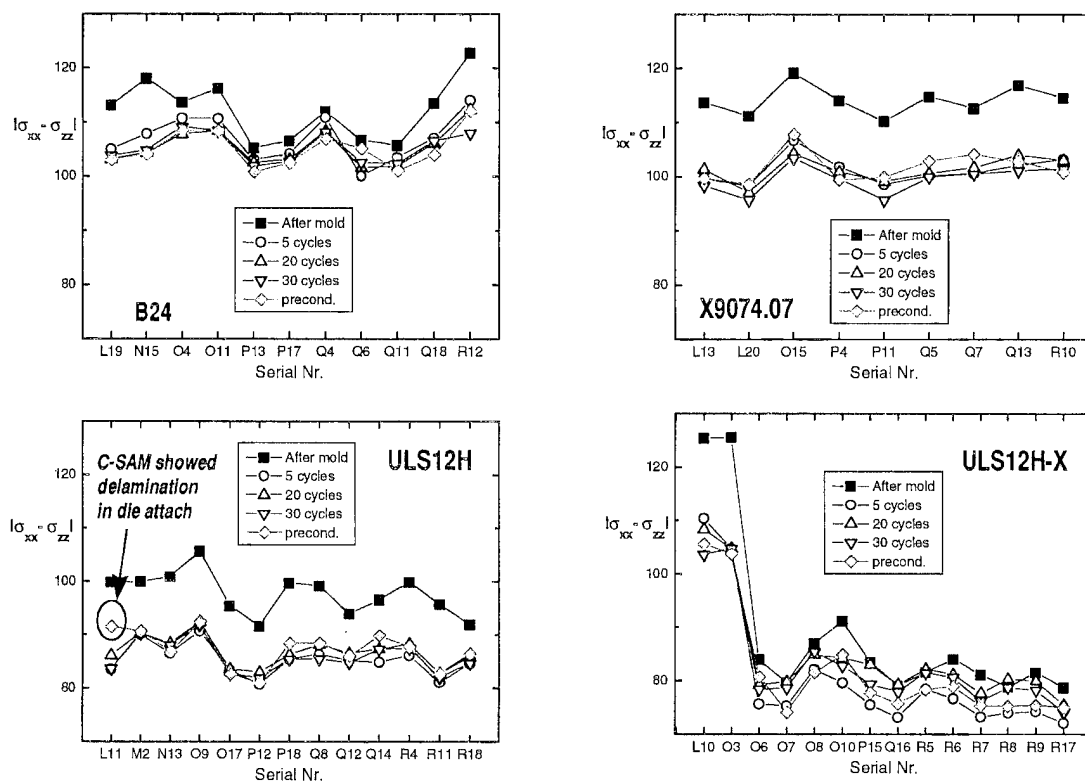 120
|σxx - σzz|
100
80
After mold
5 cycles
20 cycles
30 cycles
precond.
B24
L19 N15 O4 O11 P13 P17 Q4 Q6 Q11 Q18 R12
Serial Nr.
120
|σxx - σzz|
100
80
After mold
5 cycles
20 cycles
30 cycles
precond.
X9074.07
L13 L20 O15 P4 P11 Q5 Q7 Q13 R10
Serial Nr.
C-SAM showed
delamination
in die attach
120
|σxx - σzz|
100
80
After mold
5 cycles
20 cycles
30 cycles
precond.
ULS12H
L11 M2 N13 O9 O17 P12 P18 Q8 Q12 Q14 R4 R11 R18
Serial Nr.
120
|σxx - σzz|
100
80
After mold
5 cycles
20 cycles
30 cycles
precond.
ULS12H-X
L10 O3 O6 O7 O8 O10 P15 Q16 R5 R6 R7 R8 R9 R17
Serial Nr.